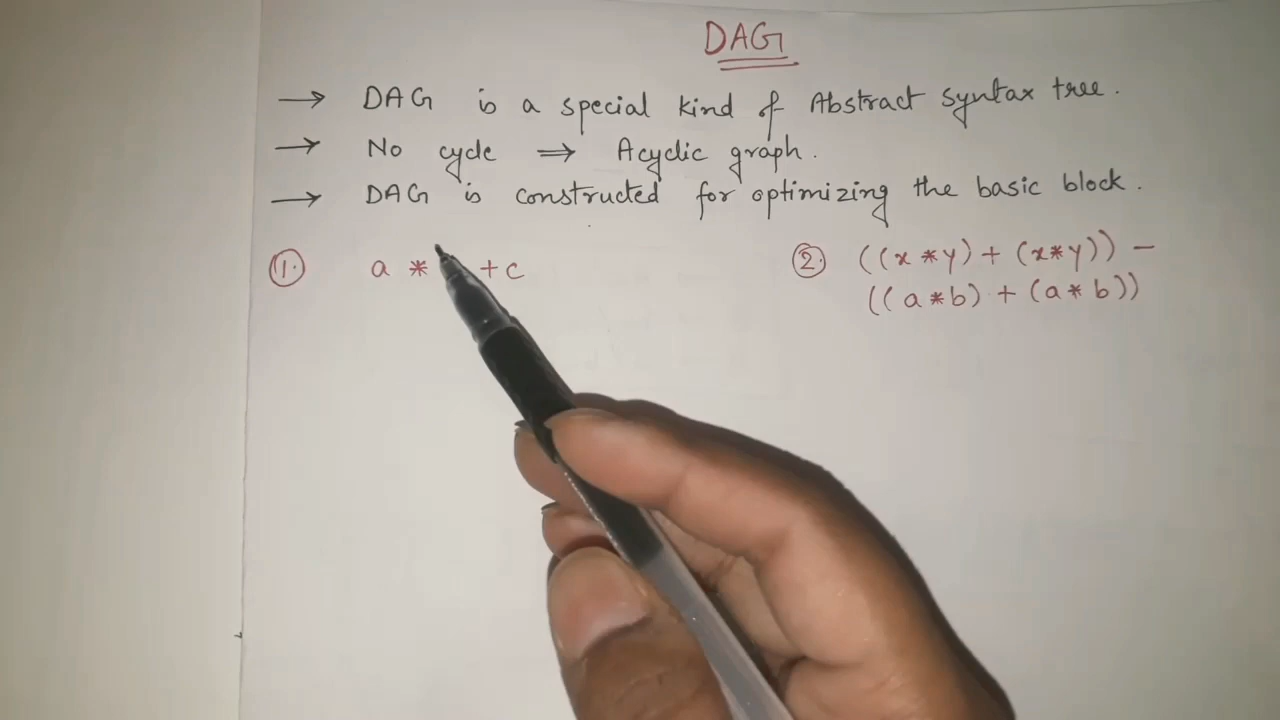 DAG
→ DAG is a special kind of Abstract syntax tree.
→ No cycle ⇒ Acyclic graph.
→ DAG is constructed for optimizing the basic block.
①. a * + c
②. ((x * y) + (x * y)) −
((a * b) + (a * b))